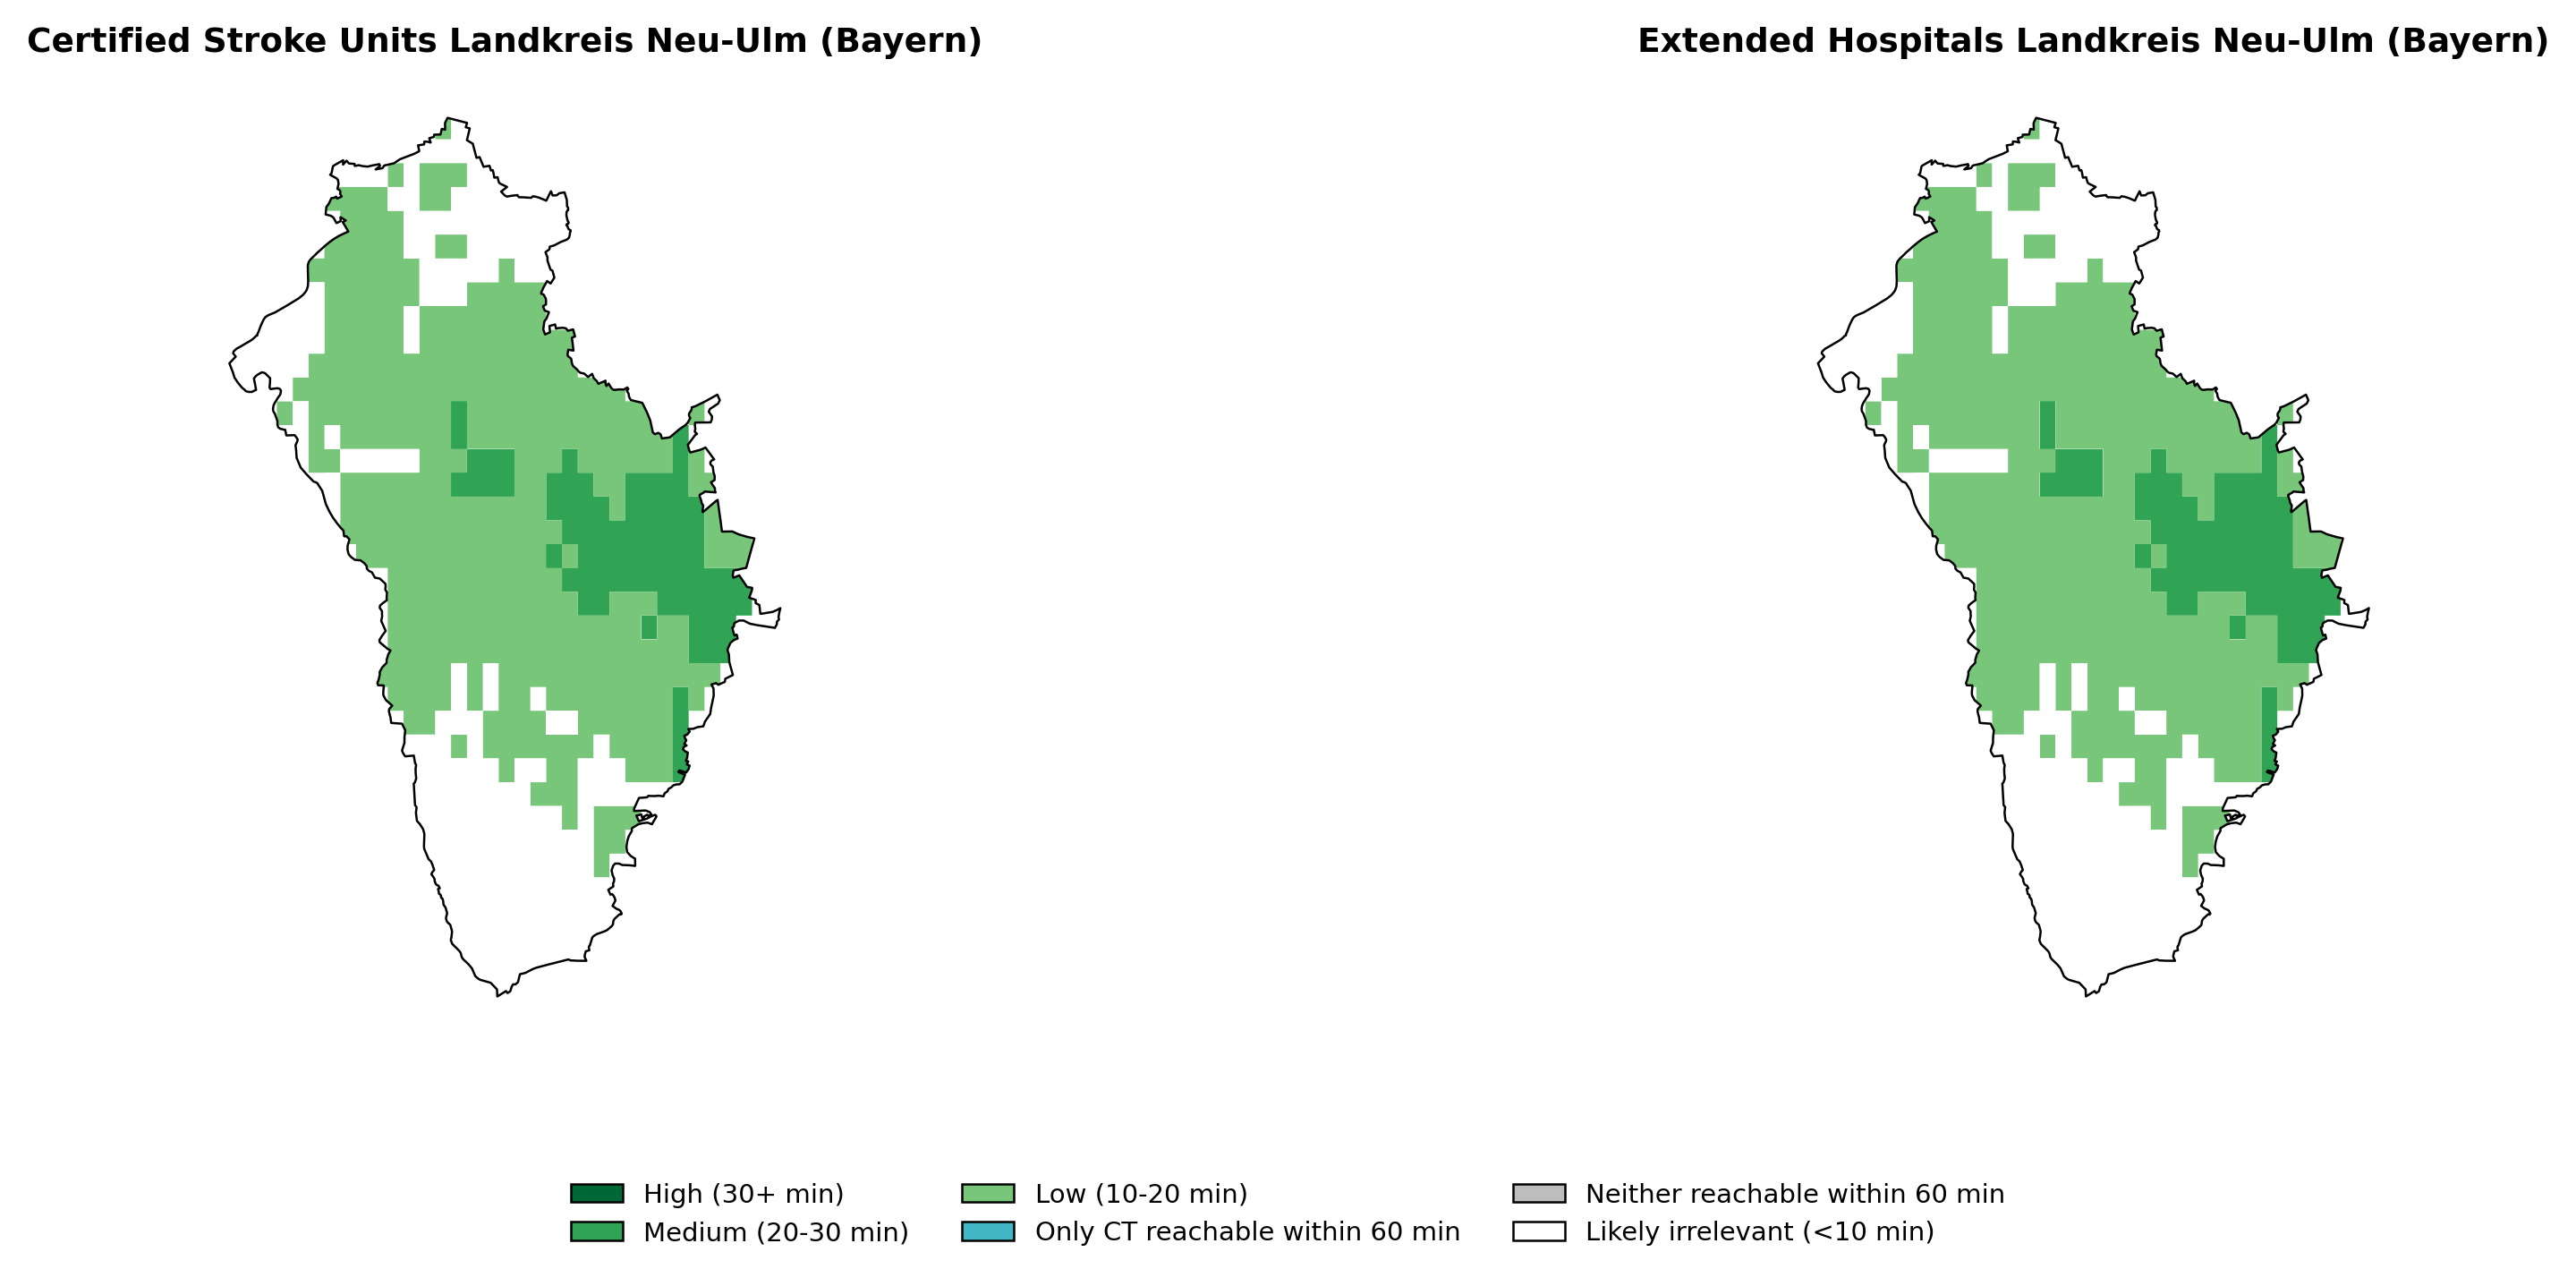 Certified Stroke Units Landkreis Neu-Ulm (Bayern)
Extended Hospitals Landkreis Neu-Ulm (Bayern)
High (30+ min)
Medium (20-30 min)
Low (10-20 min)
Only CT reachable within 60 min
Neither reachable within 60 min
Likely irrelevant (<10 min)